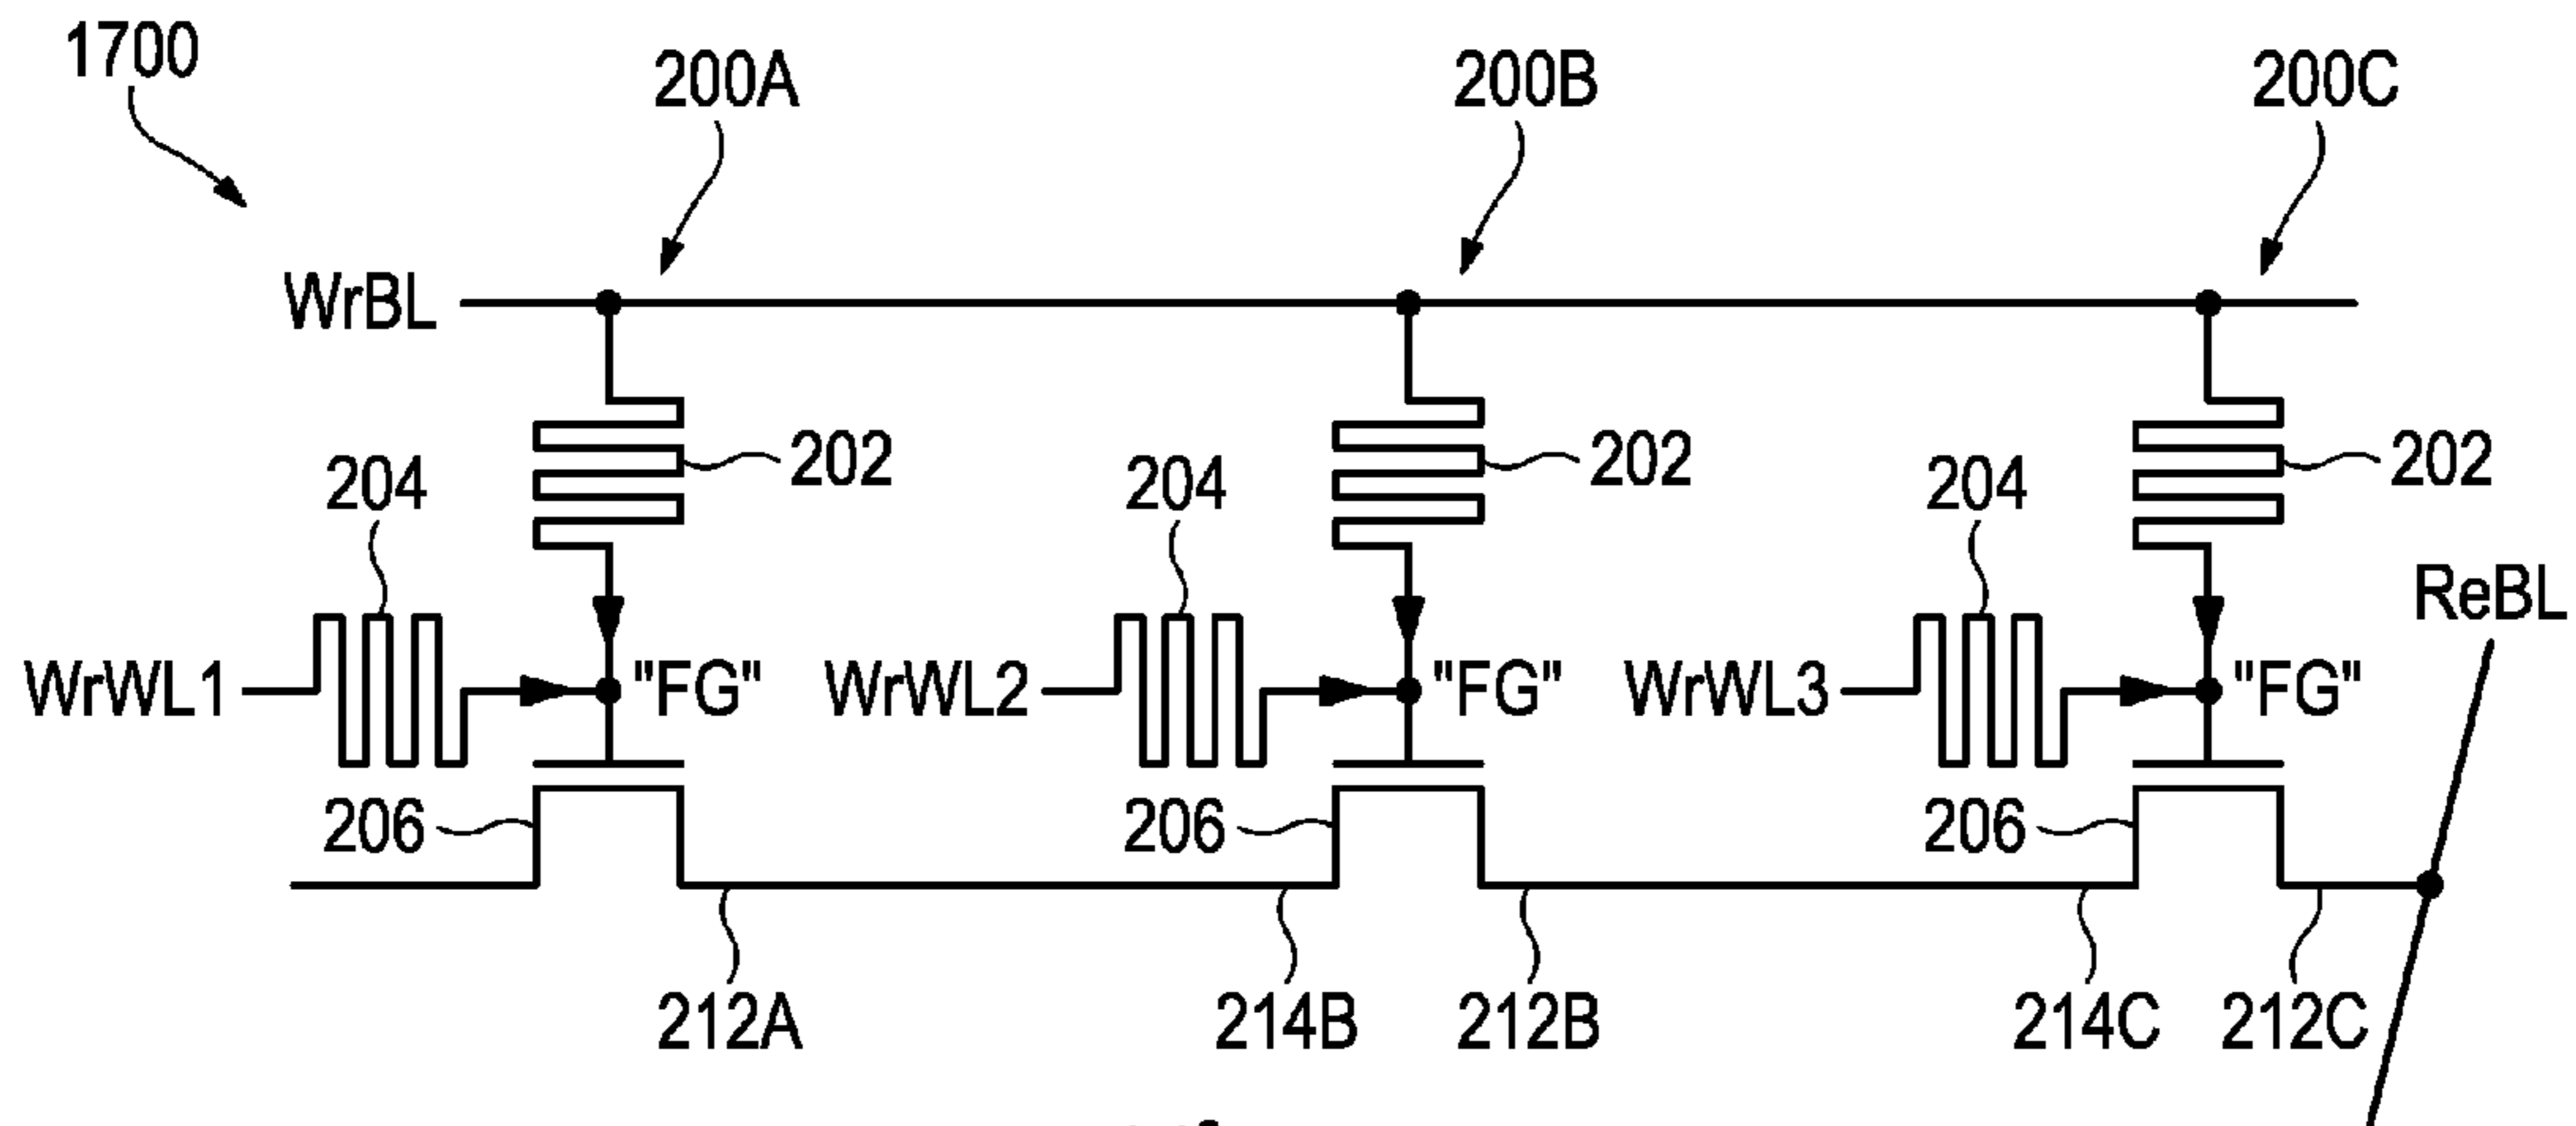 1700
200A 200B 200C
WrBL
202 202 202
204 204 204
ReBL
WrWL1 "FG" WrWL2 "FG" WrWL3 "FG"
206 206 206
212A 214B 212B 214C 212C